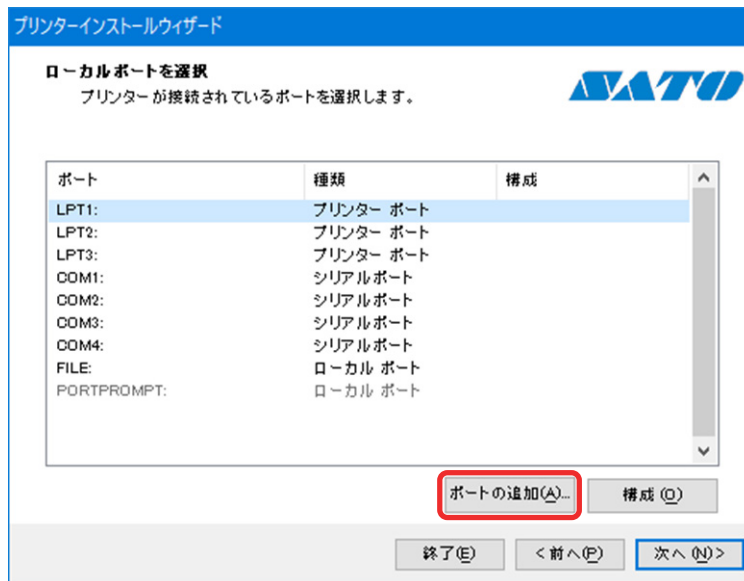 プリンターインストールウィザード
ローカルポートを選択
プリンターが接続されているポートを選択します。
SATO
ポート 種類 構成
LPT1: プリンター ポート
LPT2: プリンター ポート
LPT3: プリンター ポート
COM1: シリアルポート
COM2: シリアルポート
COM3: シリアルポート
COM4: シリアルポート
FILE: ローカル ポート
PORTPROMPT: ローカル ポート
ポートの追加(A)... 構成(O)
終了(E) <前へ(P) 次へ(N)>